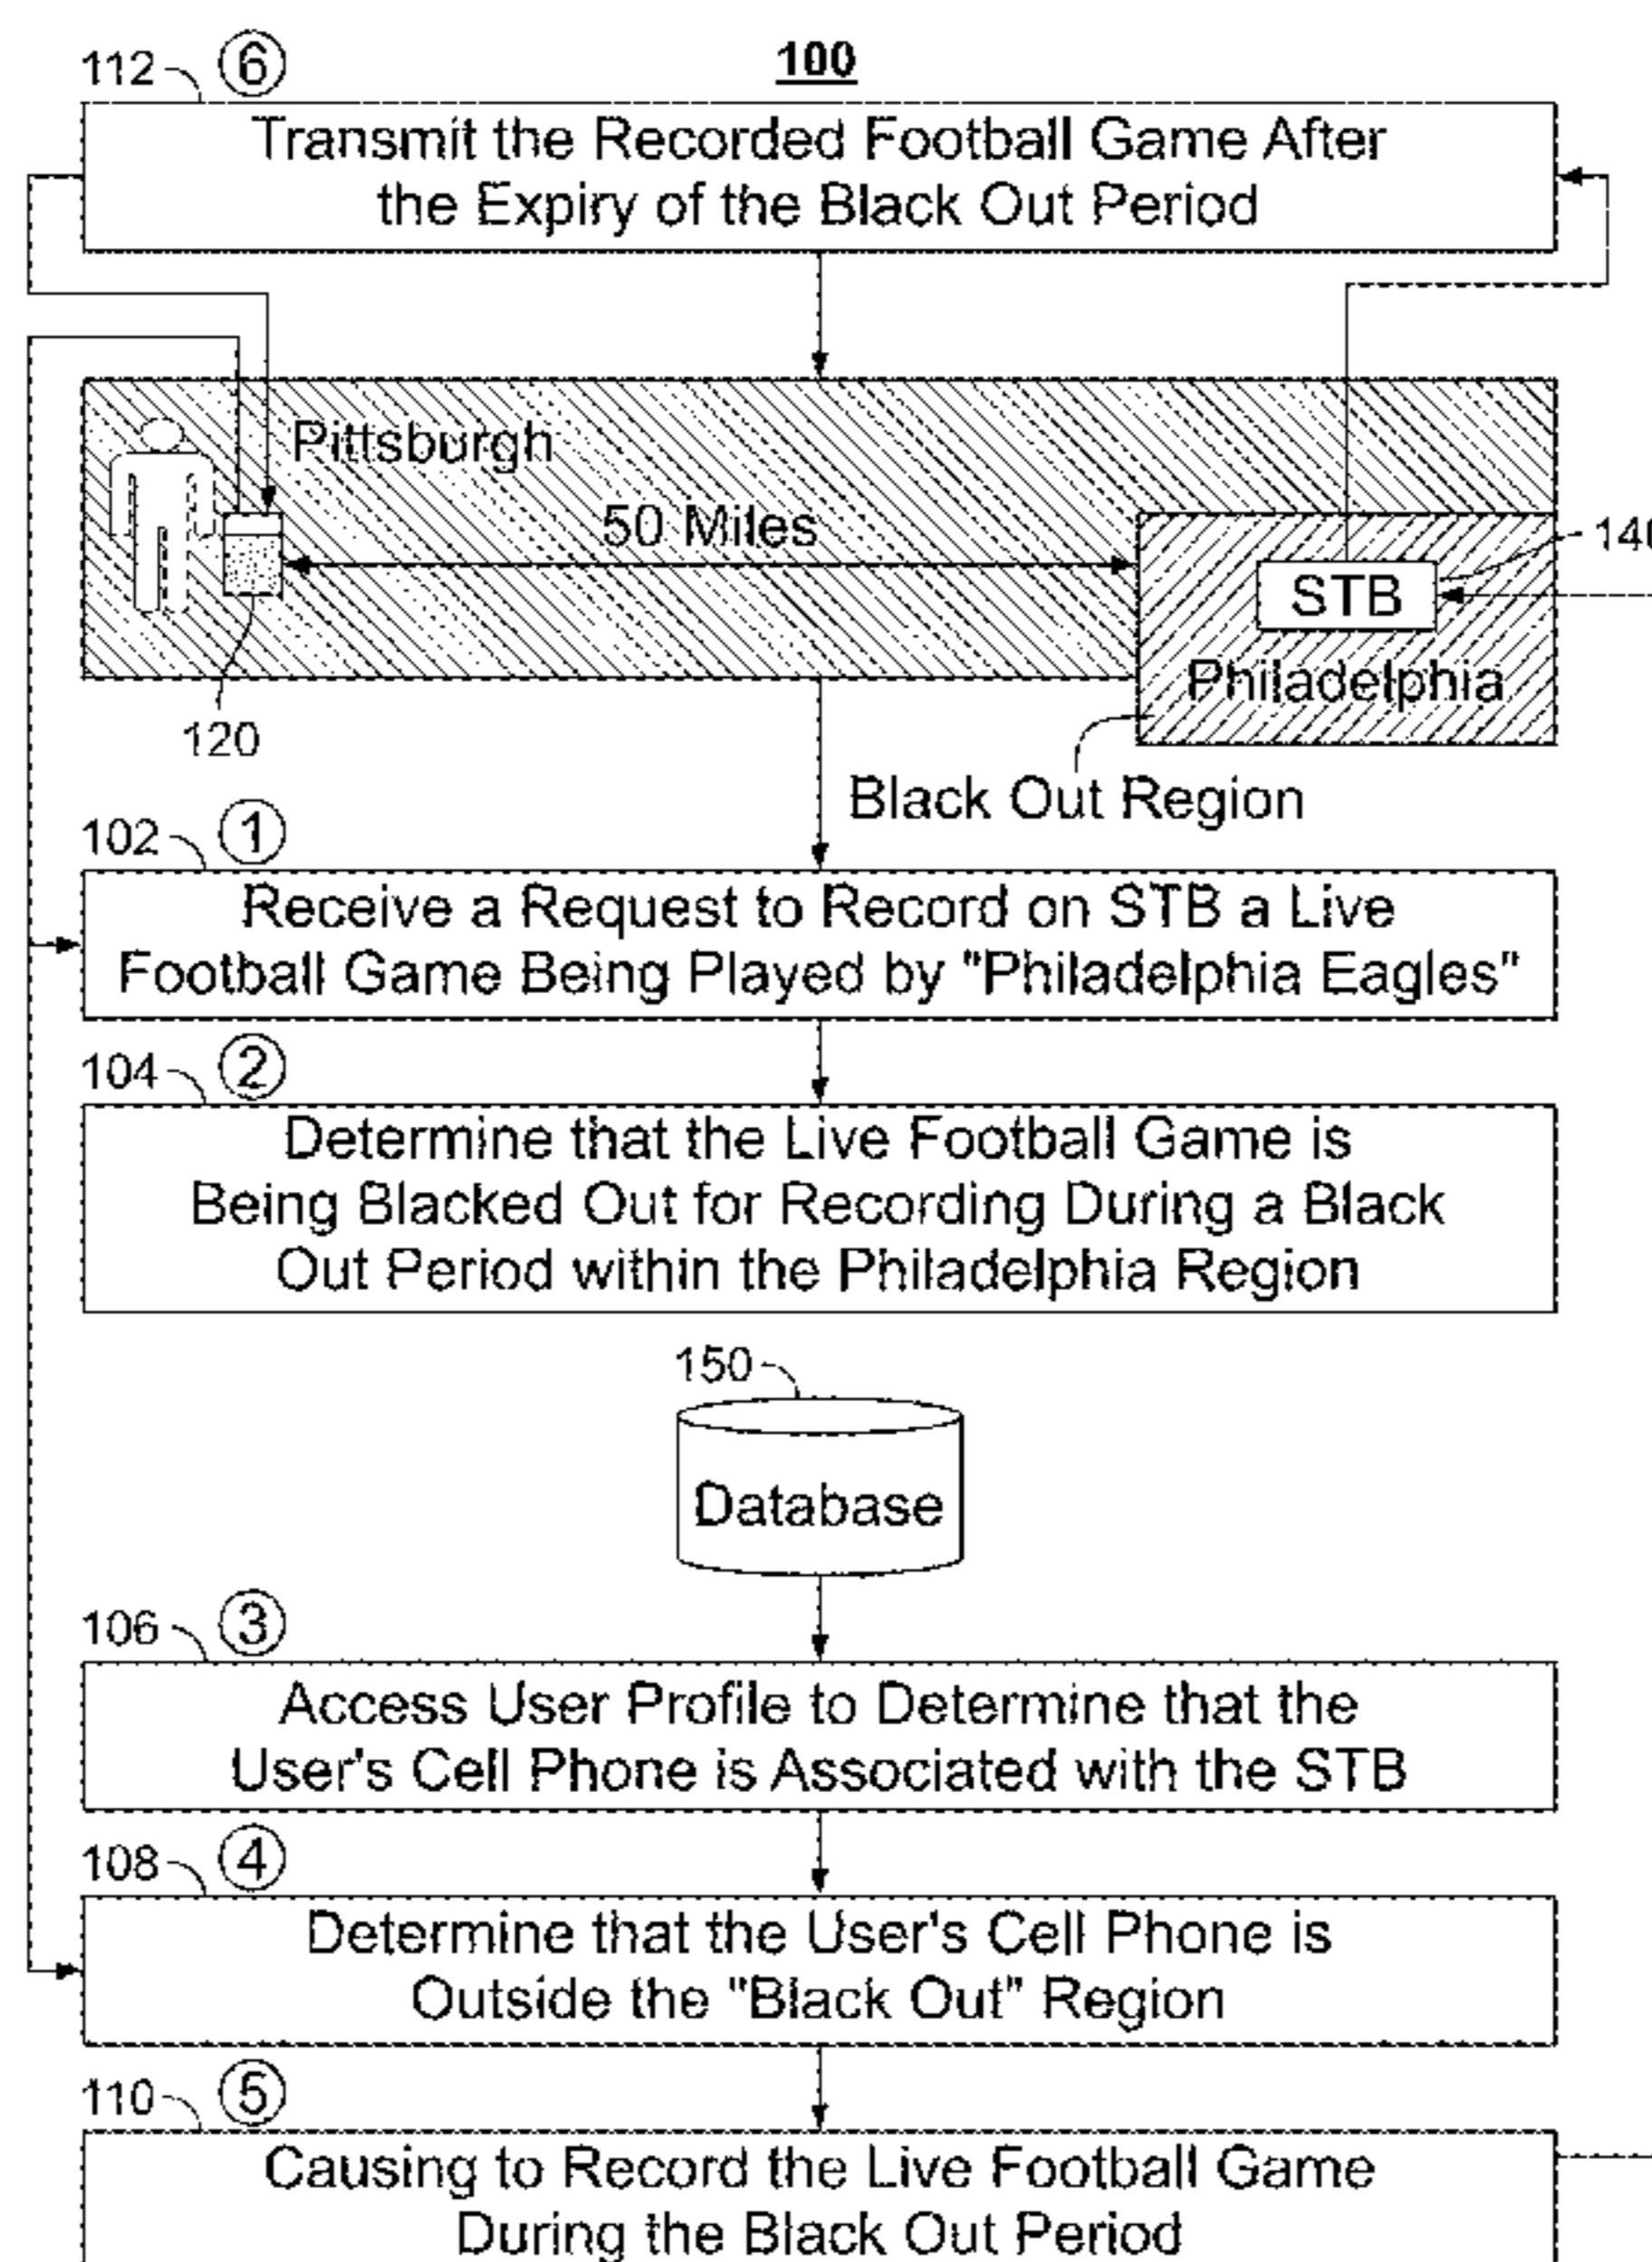 100
112 ⑥
Transmit the Recorded Football Game After
the Expiry of the Black Out Period
Pittsburgh
50 Miles
STB
Philadelphia
120
Black Out Region
102 ①
Receive a Request to Record on STB a Live
Football Game Being Played by "Philadelphia Eagles"
104 ②
Determine that the Live Football Game is
Being Blacked Out for Recording During a Black
Out Period within the Philadelphia Region
150
Database
106 ③
Access User Profile to Determine that the
User's Cell Phone is Associated with the STB
108 ④
Determine that the User's Cell Phone is
Outside the "Black Out" Region
110 ⑤
Causing to Record the Live Football Game
During the Black Out Period